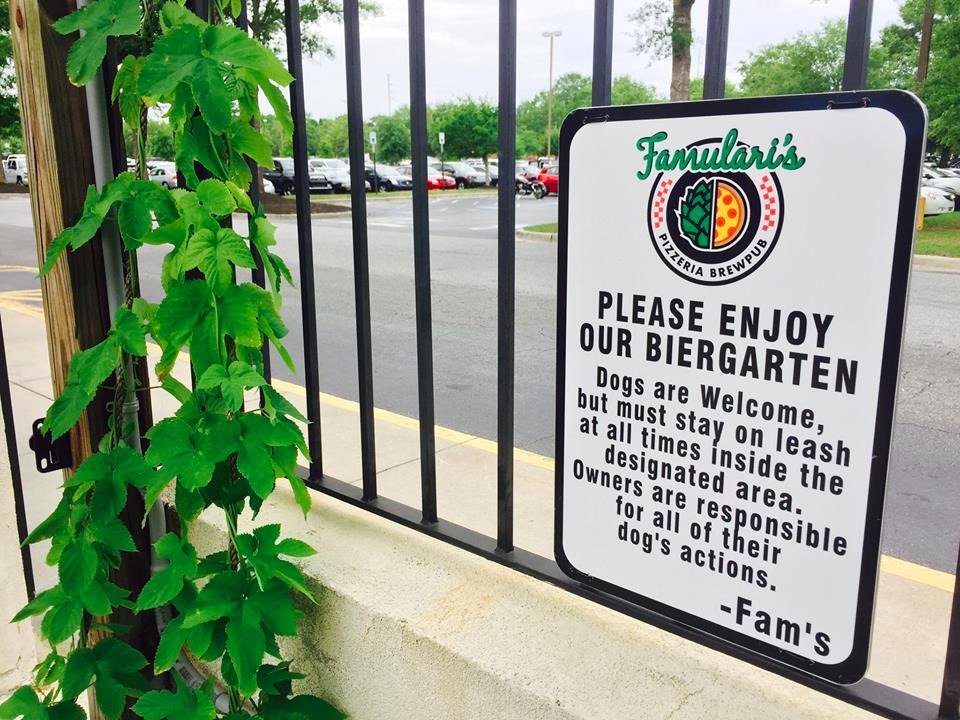 Famulari's
PIZZERIA BREWPUB
PLEASE ENJOY
OUR BIERGARTEN
Dogs are Welcome,
but must stay on leash
at all times inside the
designated area.
Owners are responsible
for all of their
dog's actions.
-Fam's